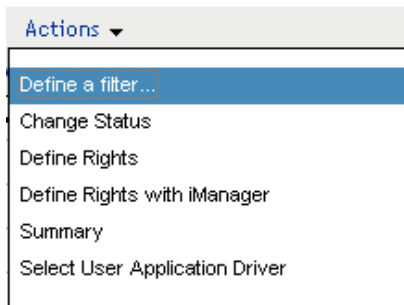 Actions
Define a filter...
Change Status
Define Rights
Define Rights with iManager
Summary
Select User Application Driver